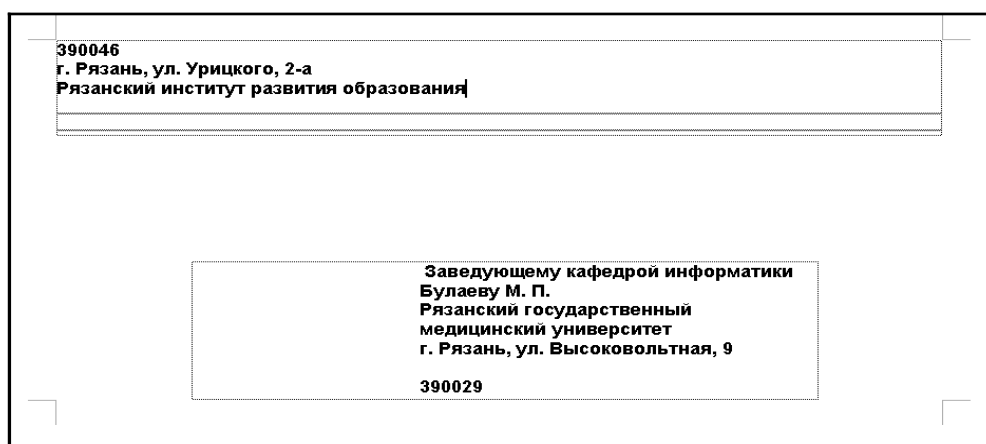 390046
г. Рязань, ул. Урицкого, 2-а
Рязанский институт развития образования
Заведующему кафедрой информатики
Булаеву М. П.
Рязанский государственный
медицинский университет
г. Рязань, ул. Высоковольтная, 9
390029